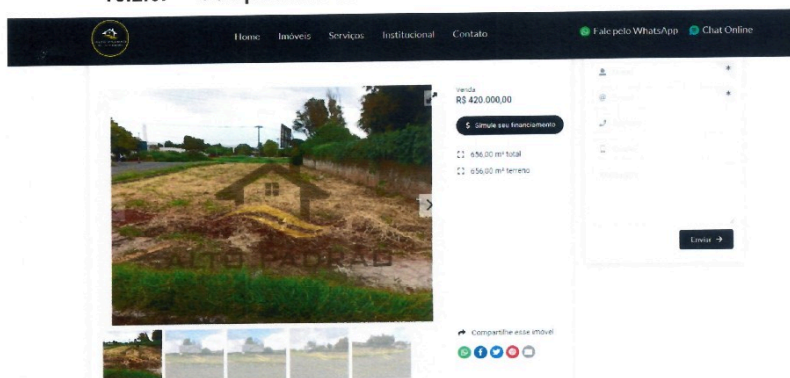 Home Imóveis Serviços Institucional Contato Fale pelo WhatsApp Chat Online
Venda
R$ 420.000,00
$ Simule seu financiamento
656,00 m² total
656,00 m² terreno
ALTO PADRÃO
Enviar →
Compartilhe esse imóvel